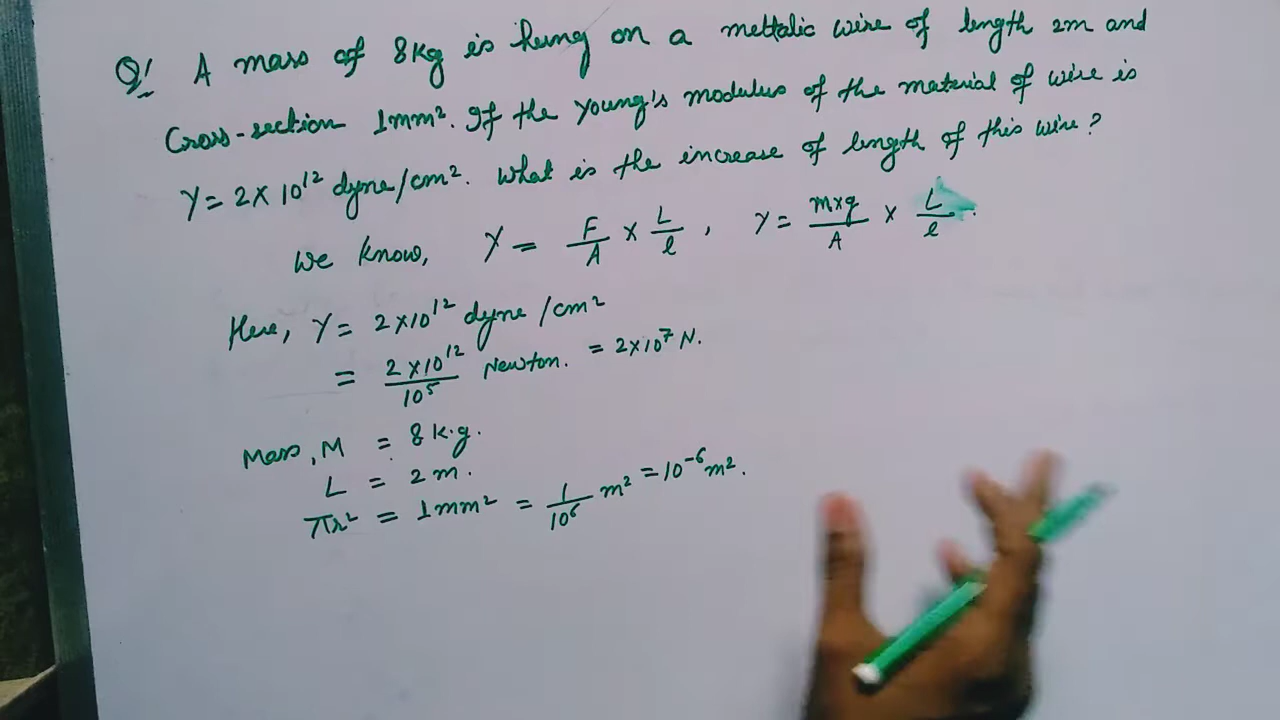 Q! A mass of 8kg is hung on a mettalic wire of length 2m and
Cross-section 1mm². If the Young's modulus of the material of wire is
Y = 2 × 10¹² dyne/cm². What is the increase of length of this wire?
We know, Y = F/A × L/l, Y = m×g/A × L/l.
Here, Y = 2×10¹² dyne/cm²
= 2×10¹²/10⁵ Newton. = 2×10⁷ N.
Mass, M = 8 k.g.
L = 2 m.
πr² = 1mm² = 1/10⁶ m² = 10⁻⁶ m².